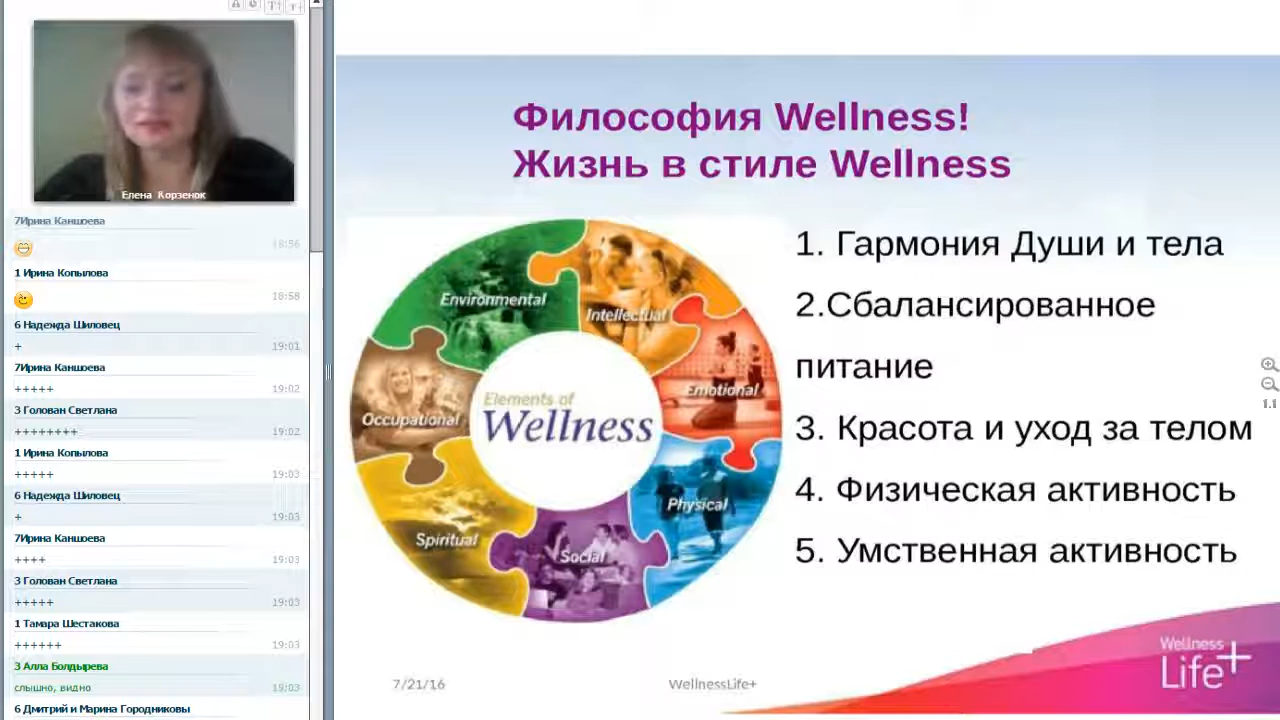 Елена Корзенок
7Ирина Каншоева
18:56
1 Ирина Копылова
18:58
6 Надежда Шиловец
+
19:01
7Ирина Каншоева
+++++
19:02
3 Голован Светлана
++++++++
19:02
1 Ирина Копылова
+++++
19:03
6 Надежда Шиловец
+
19:03
7Ирина Каншоева
++++
19:03
3 Голован Светлана
+++++
19:03
1 Тамара Шестакова
++++++
19:03
3 Алла Болдырева
слышно, видно
19:03
6 Дмитрий и Марина Городниковы
Философия Wellness!
Жизнь в стиле Wellness
Environmental
Intellectual
Emotional
Physical
Social
Spiritual
Occupational
Elements of
Wellness
1. Гармония Души и тела
2.Сбалансированное
питание
3. Красота и уход за телом
4. Физическая активность
5. Умственная активность
1.1
7/21/16
WellnessLife+
Wellness
Life+